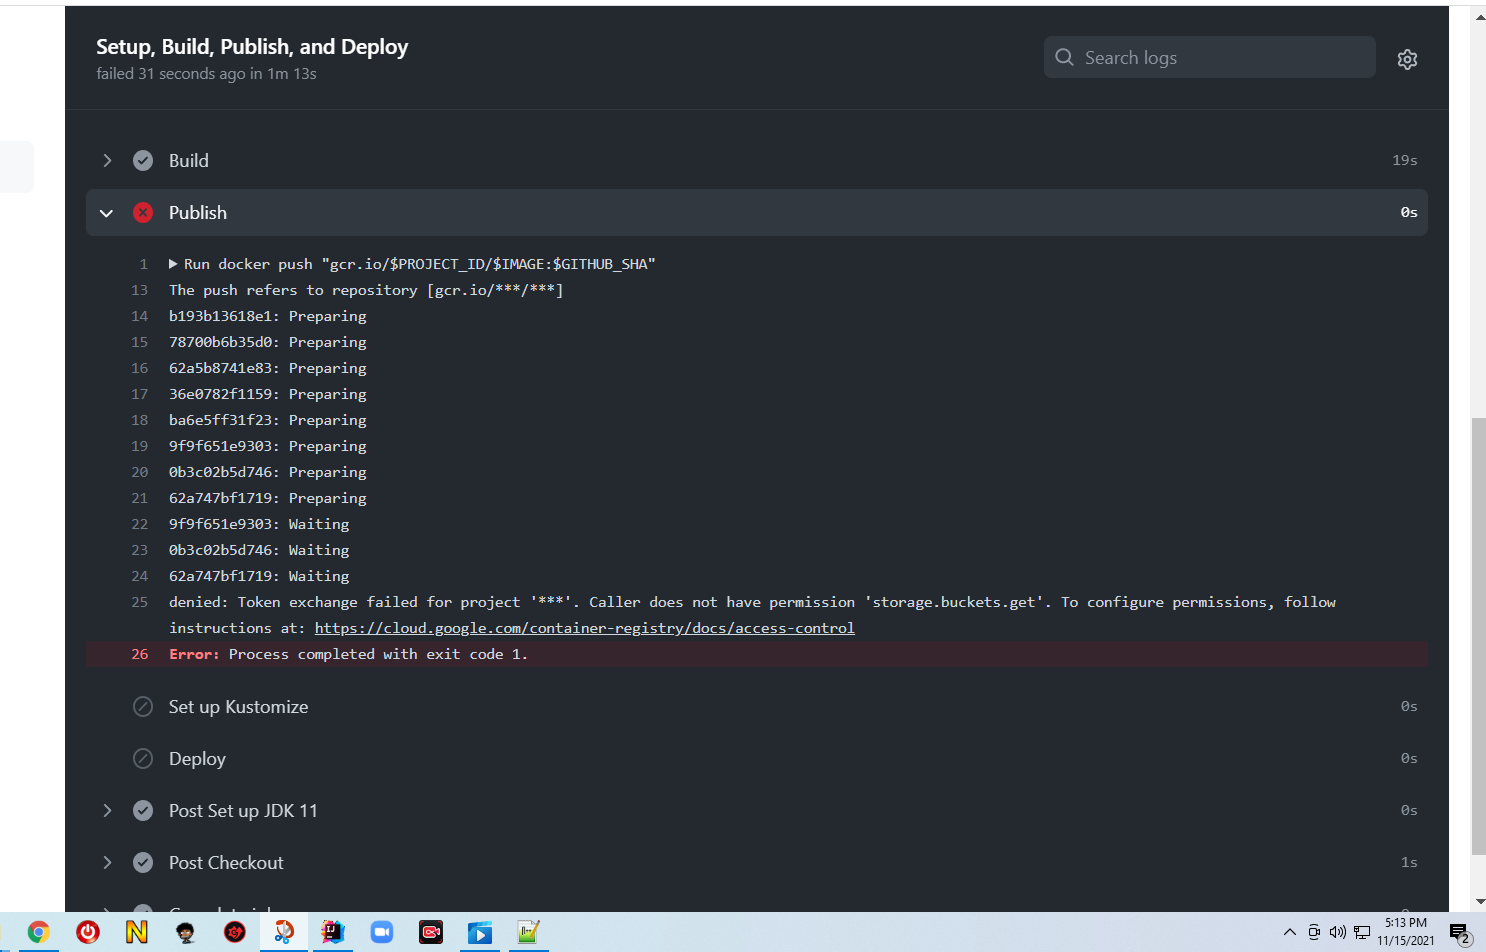 Setup, Build, Publish, and Deploy
failed 31 seconds ago in 1m 13s
Search logs
Build
19s
Publish
0s
1 Run docker push "gcr.io/$PROJECT_ID/$IMAGE:$GITHUB_SHA"
13 The push refers to repository [gcr.io/***/***]
14 b193b13618e1: Preparing
15 78700b6b35d0: Preparing
16 62a5b8741e83: Preparing
17 36e0782f1159: Preparing
18 ba6e5ff31f23: Preparing
19 9f9f651e9303: Preparing
20 0b3c02b5d746: Preparing
21 62a747bf1719: Preparing
22 9f9f651e9303: Waiting
23 0b3c02b5d746: Waiting
24 62a747bf1719: Waiting
25 denied: Token exchange failed for project '***'. Caller does not have permission 'storage.buckets.get'. To configure permissions, follow
instructions at: https://cloud.google.com/container-registry/docs/access-control
26 Error: Process completed with exit code 1.
Set up Kustomize
0s
Deploy
0s
Post Set up JDK 11
0s
Post Checkout
1s
5:13 PM
11/15/2021
2